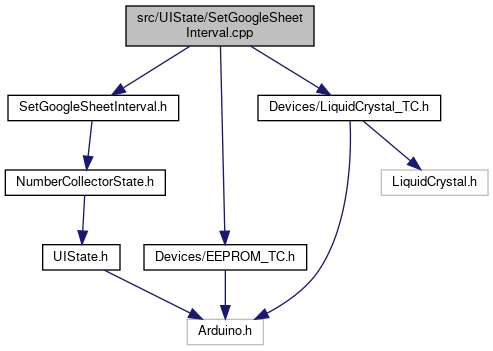 src/UIState/SetGoogleSheet
Interval.cpp
SetGoogleSheetInterval.h
Devices/LiquidCrystal_TC.h
NumberCollectorState.h
LiquidCrystal.h
UIState.h
Devices/EEPROM_TC.h
Arduino.h